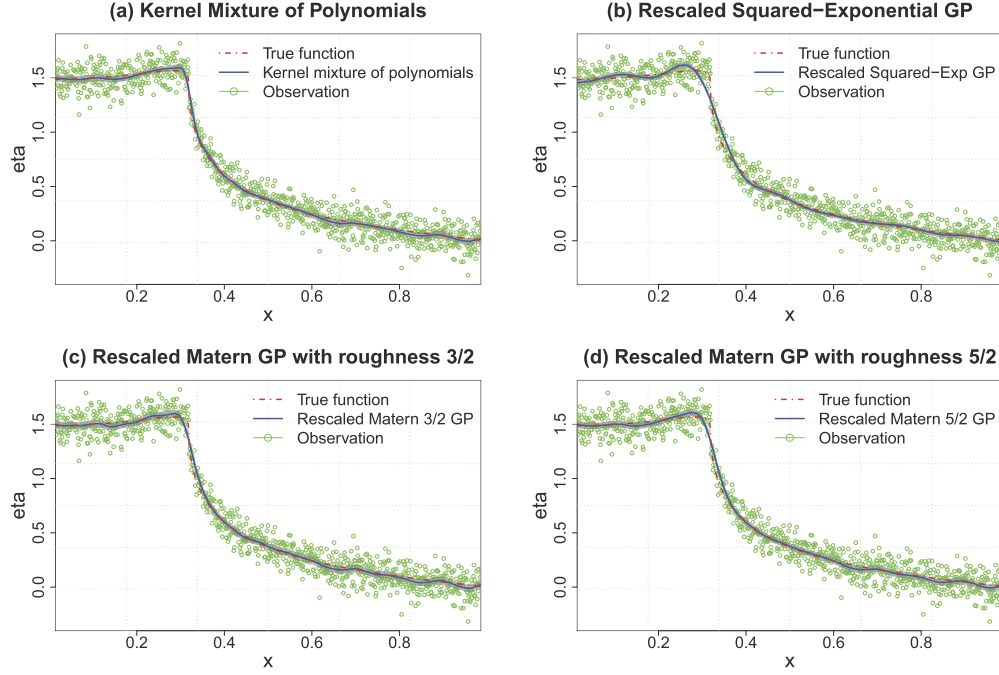 (a) Kernel Mixture of Polynomials
True function
Kernel mixture of polynomials
Observation
eta
1.5
1.0
0.5
0.0
0.2 0.4 0.6 0.8
x
(b) Rescaled Squared−Exponential GP
True function
Rescaled Squared−Exp GP
Observation
eta
1.5
1.0
0.5
0.0
0.2 0.4 0.6 0.8
x
(c) Rescaled Matern GP with roughness 3/2
True function
Rescaled Matern 3/2 GP
Observation
eta
1.5
1.0
0.5
0.0
0.2 0.4 0.6 0.8
x
(d) Rescaled Matern GP with roughness 5/2
True function
Rescaled Matern 5/2 GP
Observation
eta
1.5
1.0
0.5
0.0
0.2 0.4 0.6 0.8
x